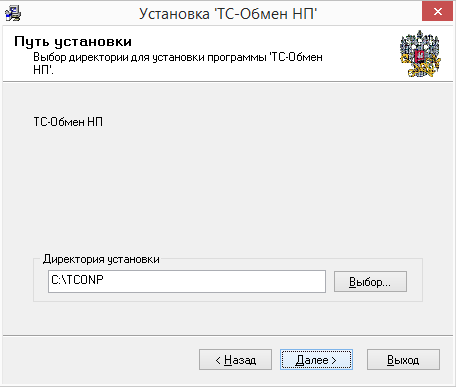 Установка 'ТС-Обмен НП'
Путь установки
Выбор директории для установки программы 'ТС-Обмен
НП'.
ТС-Обмен НП
Директория установки
C:\TCONP
Выбор...
< Назад
Далее >
Выход